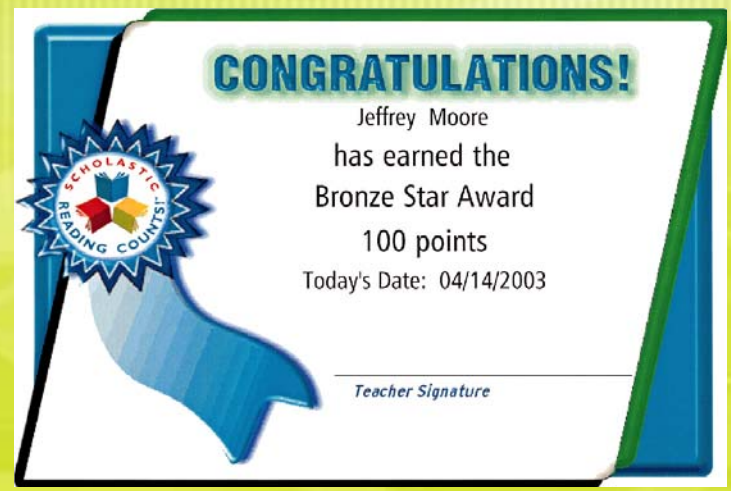 CONGRATULATIONS!
Jeffrey Moore
has earned the
Bronze Star Award
100 points
Today's Date: 04/14/2003
SCHOLASTIC
READING COUNTS!
Teacher Signature